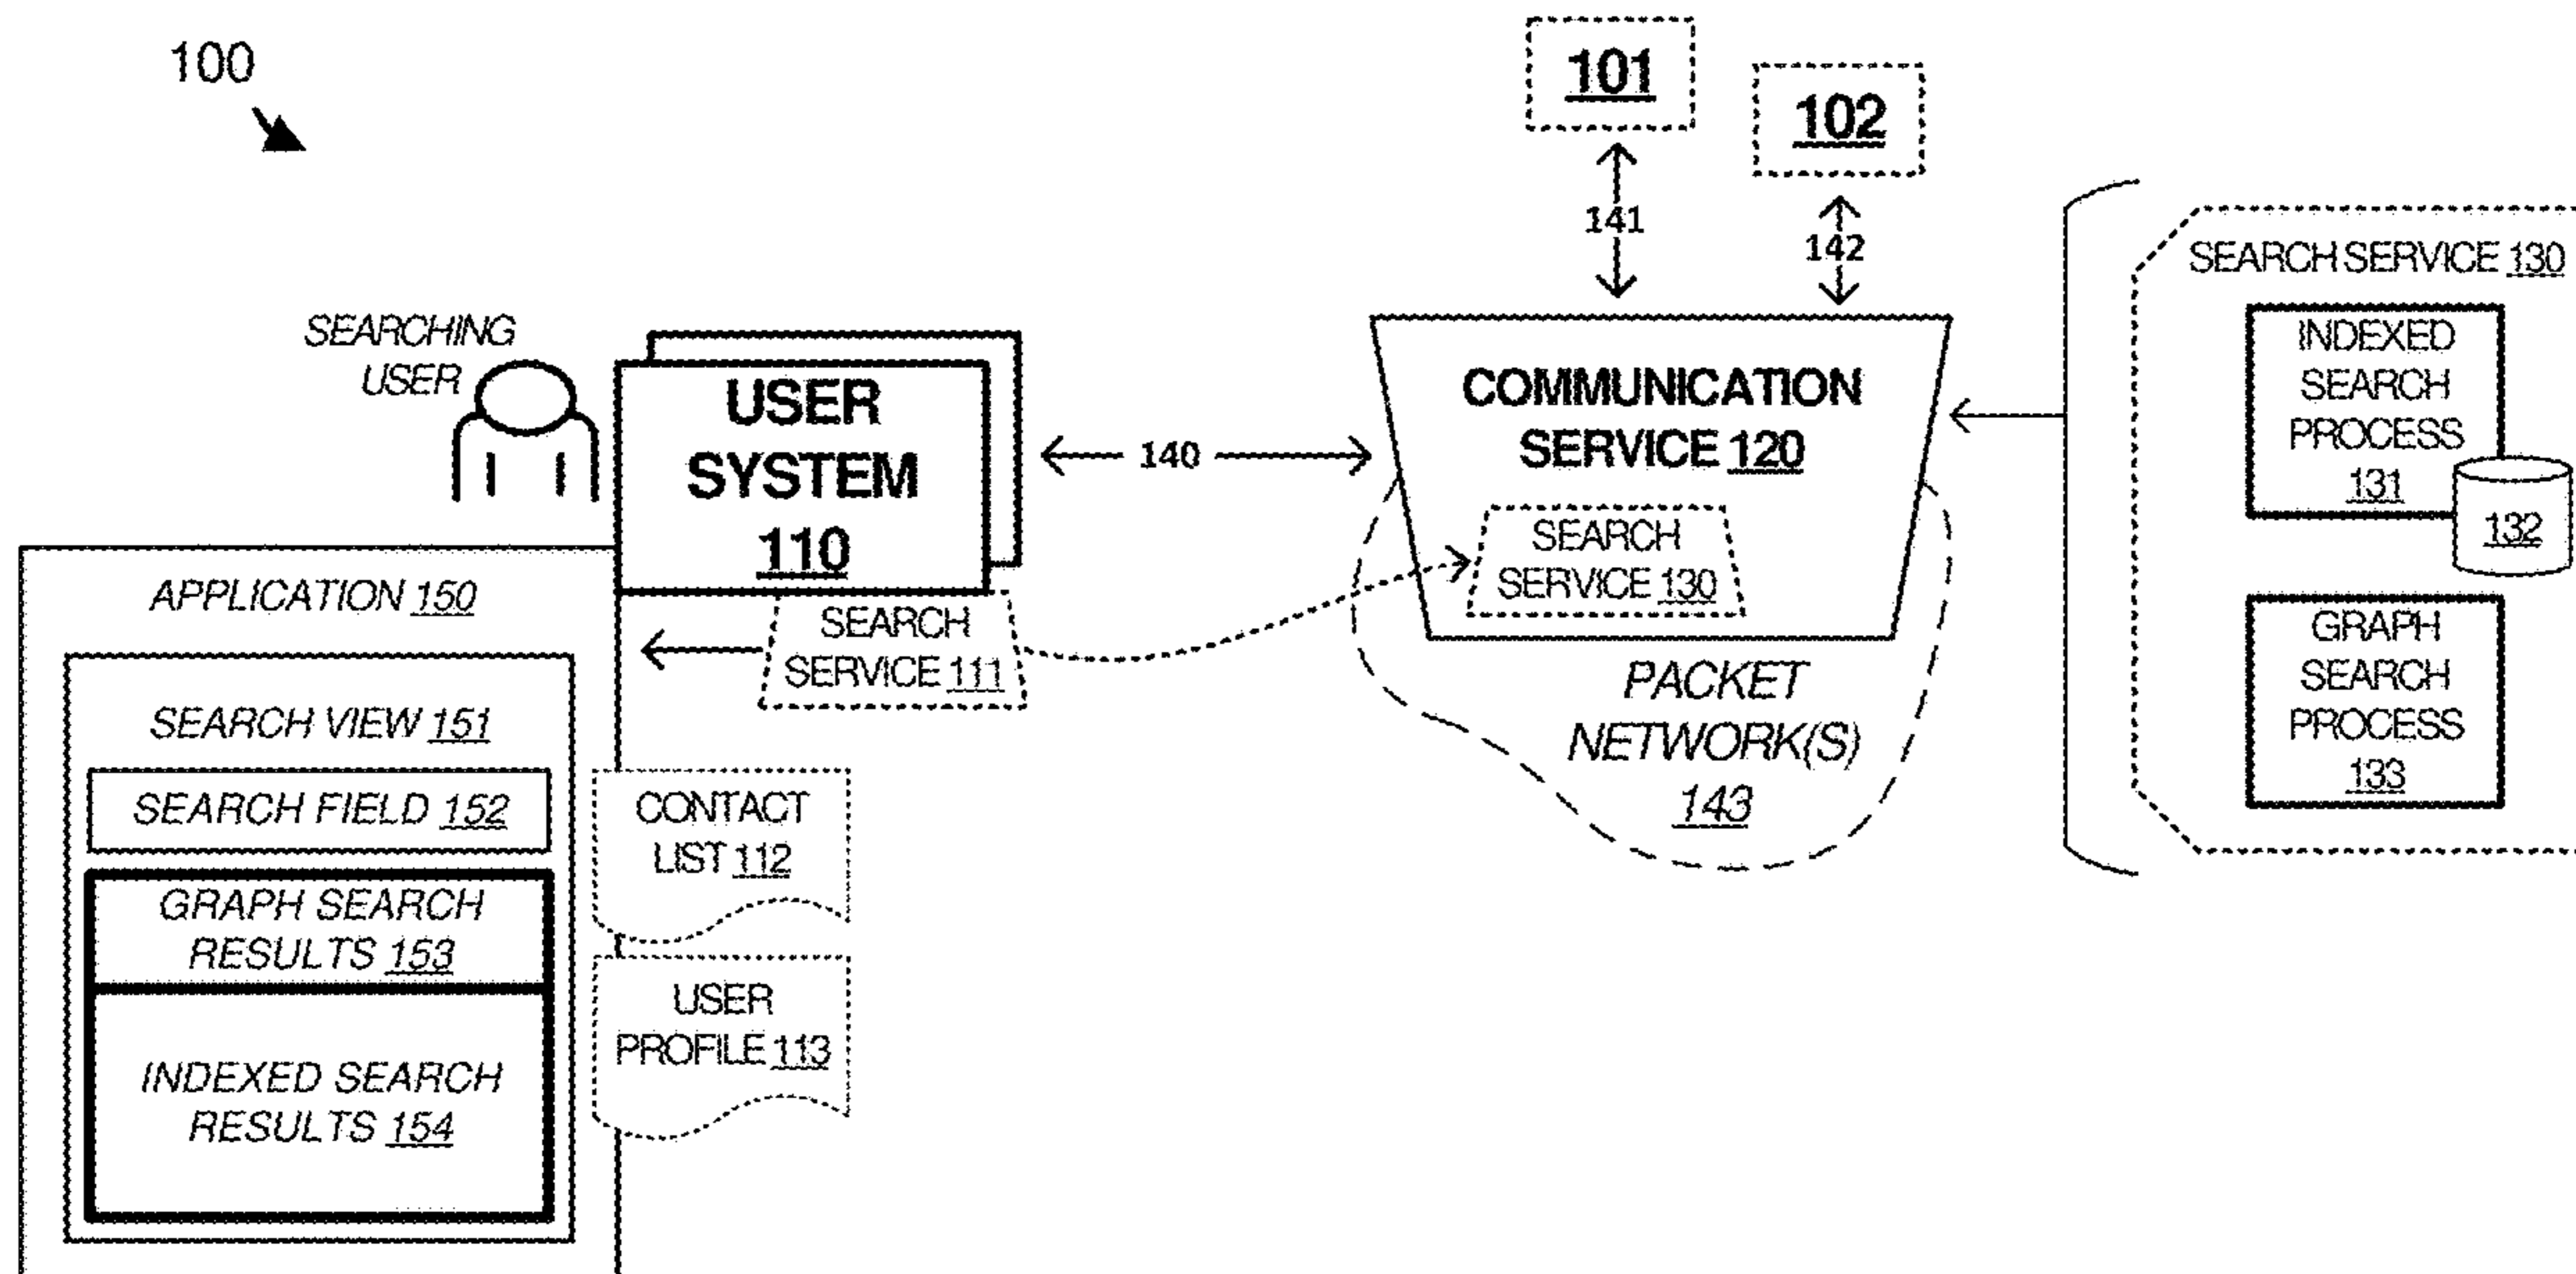 100
101
102
141
142
SEARCHING
USER
USER
SYSTEM
110
140
COMMUNICATION
SERVICE 120
SEARCH
SERVICE 130
PACKET
NETWORK(S)
143
SEARCH SERVICE 130
INDEXED
SEARCH
PROCESS
131
132
GRAPH
SEARCH
PROCESS
133
SEARCH
SERVICE 111
APPLICATION 150
SEARCH VIEW 151
SEARCH FIELD 152
GRAPH SEARCH
RESULTS 153
INDEXED SEARCH
RESULTS 154
CONTACT
LIST 112
USER
PROFILE 113